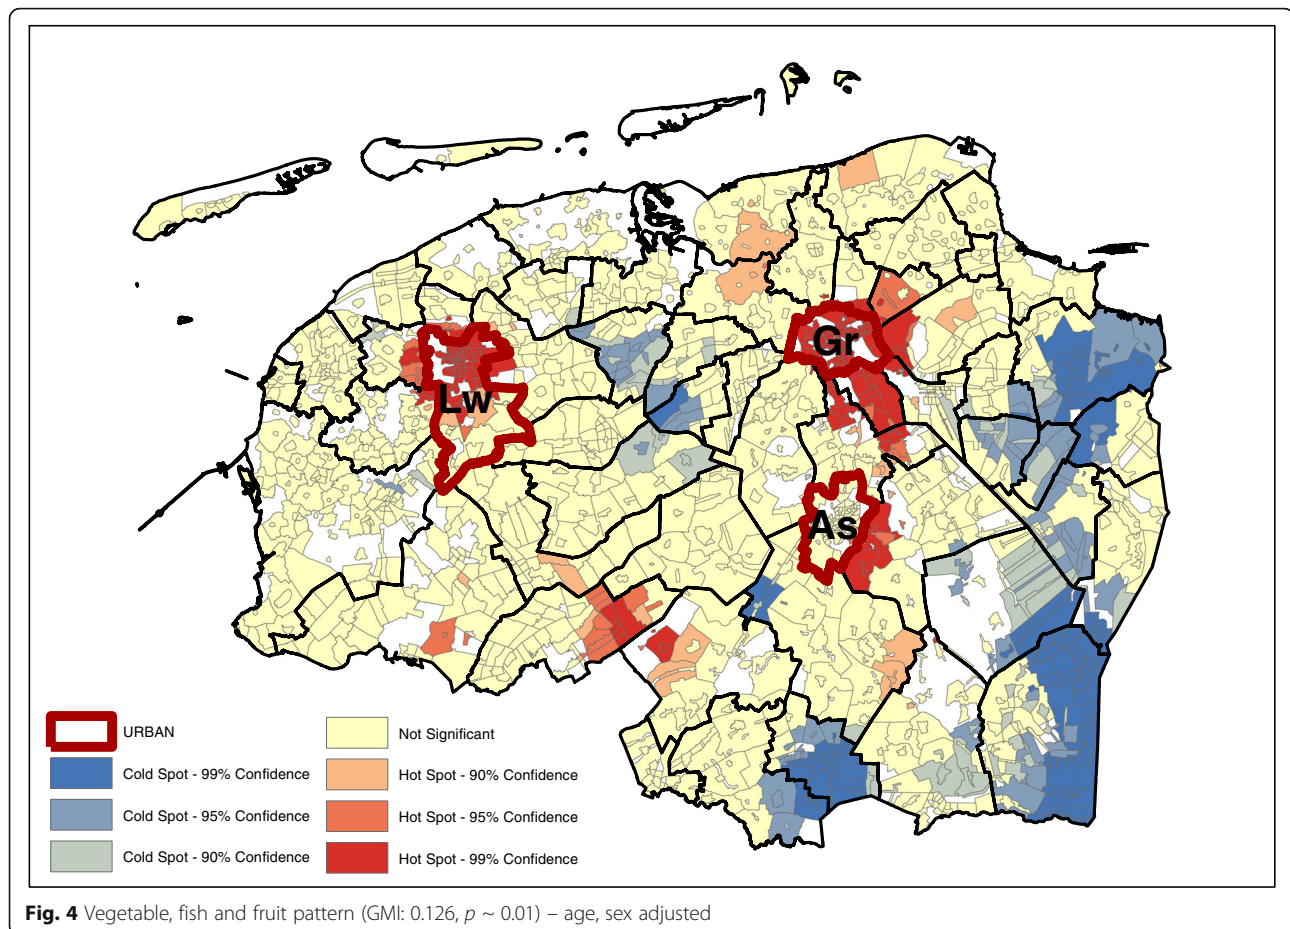 Gr
Lw
As
URBAN
Cold Spot - 99% Confidence
Cold Spot - 95% Confidence
Cold Spot - 90% Confidence
Not Significant
Hot Spot - 90% Confidence
Hot Spot - 95% Confidence
Hot Spot - 99% Confidence
Fig. 4 Vegetable, fish and fruit pattern (GMI: 0.126, p ~ 0.01) – age, sex adjusted